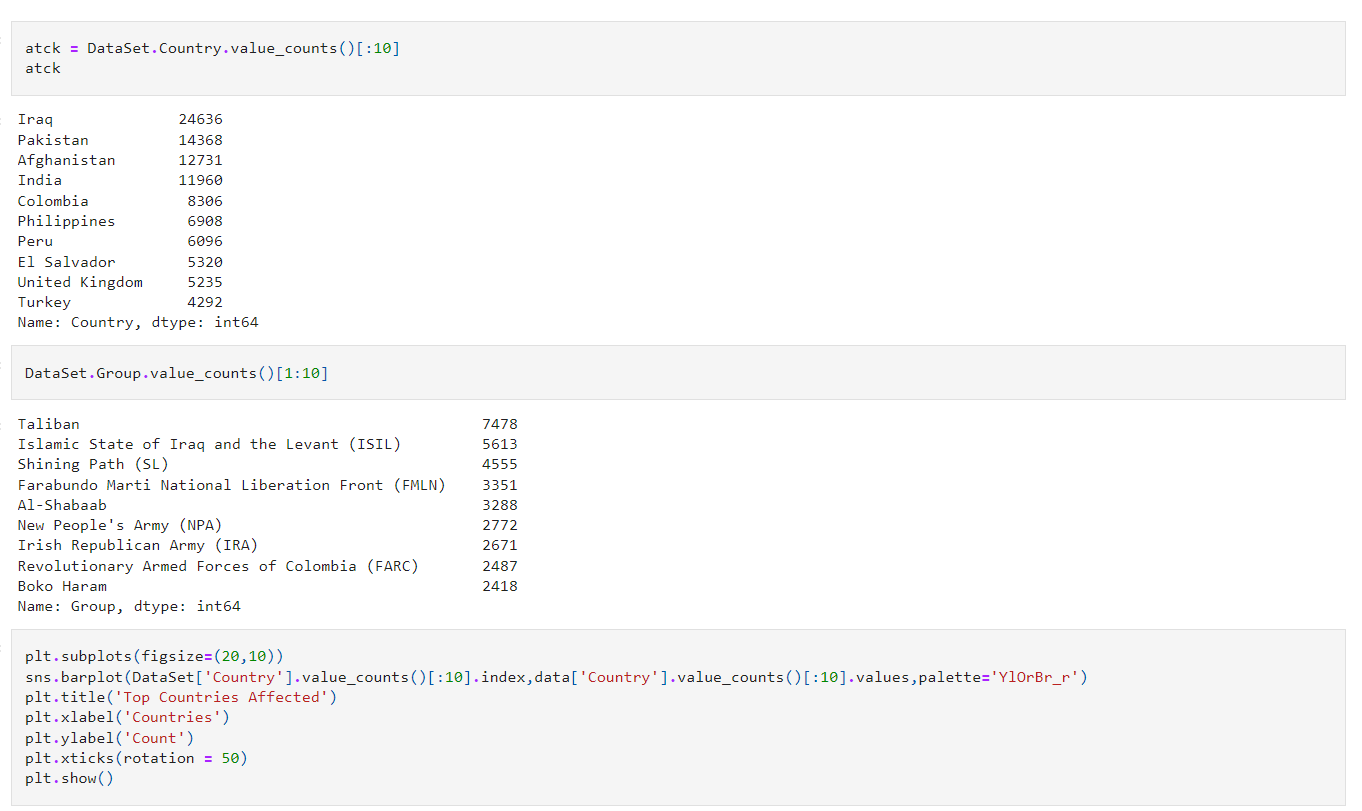 atck = DataSet.Country.value_counts()[:10]
atck
Iraq 24636
Pakistan 14368
Afghanistan 12731
India 11960
Colombia 8306
Philippines 6908
Peru 6096
El Salvador 5320
United Kingdom 5235
Turkey 4292
Name: Country, dtype: int64
DataSet.Group.value_counts()[1:10]
Taliban 7478
Islamic State of Iraq and the Levant (ISIL) 5613
Shining Path (SL) 4555
Farabundo Marti National Liberation Front (FMLN) 3351
Al-Shabaab 3288
New People's Army (NPA) 2772
Irish Republican Army (IRA) 2671
Revolutionary Armed Forces of Colombia (FARC) 2487
Boko Haram 2418
Name: Group, dtype: int64
plt.subplots(figsize=(20,10))
sns.barplot(DataSet['Country'].value_counts()[:10].index,data['Country'].value_counts()[:10].values,palette='YlOrBr_r')
plt.title('Top Countries Affected')
plt.xlabel('Countries')
plt.ylabel('Count')
plt.xticks(rotation = 50)
plt.show()